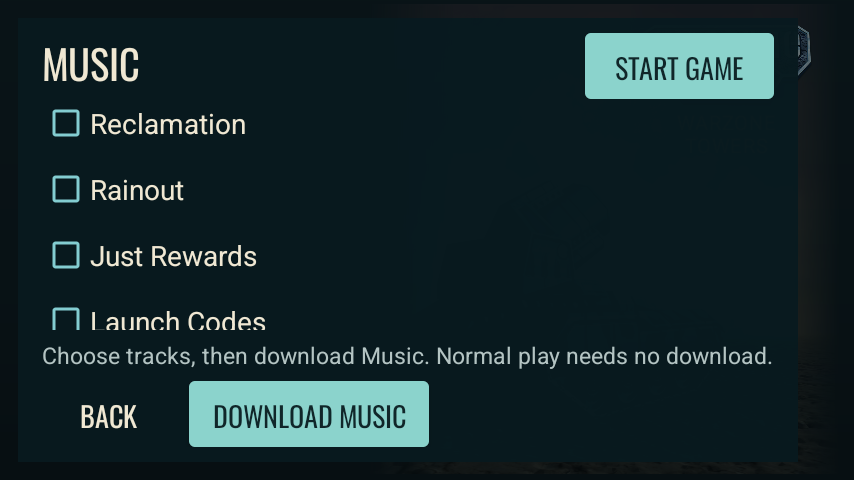 MUSIC
START GAME
Reclamation
Rainout
Just Rewards
Launch Codes
Choose tracks, then download Music. Normal play needs no download.
BACK
DOWNLOAD MUSIC